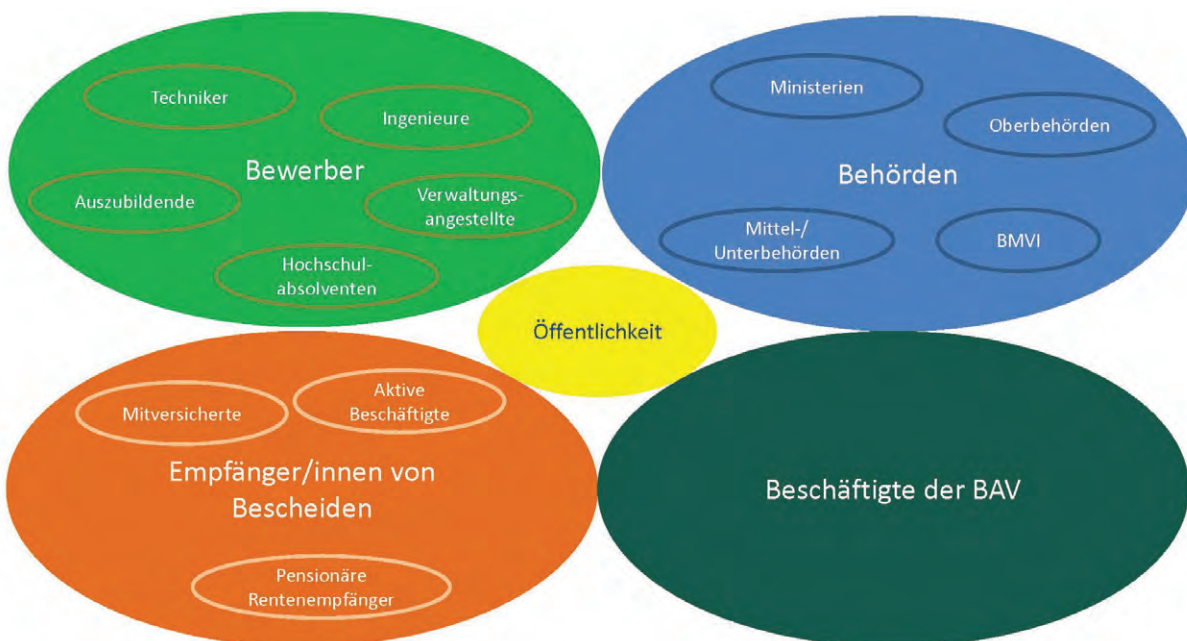 Techniker
Ingenieure
Bewerber
Auszubildende
Verwaltungs-
angestellte
Hochschul-
absolventen
Ministerien
Oberbehörden
Behörden
Mittel-/
Unterbehörden
BMVI
Öffentlichkeit
Mitversicherte
Aktive
Beschäftigte
Empfänger/innen von
Bescheiden
Pensionäre
Rentenempfänger
Beschäftigte der BAV